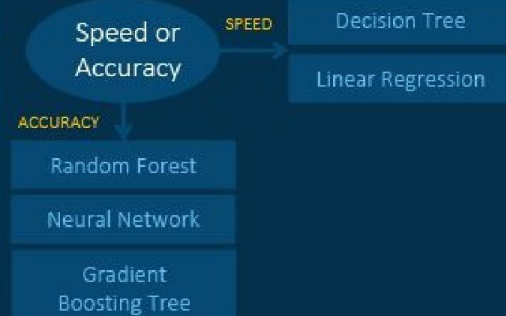 Speed or
Accuracy
SPEED
Decision Tree
Linear Regression
ACCURACY
Random Forest
Neural Network
Gradient
Boosting Tree